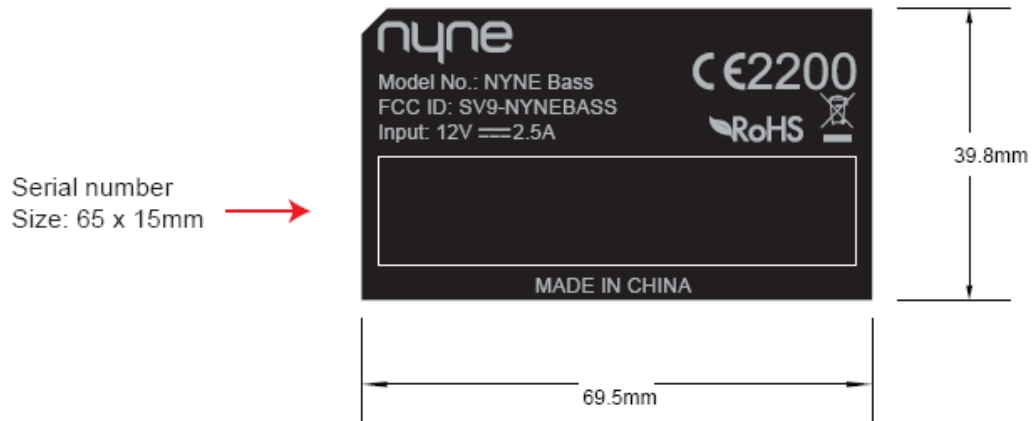 nyne
Model No.: NYNE Bass
FCC ID: SV9-NYNEBASS
Input: 12V ⎓2.5A
CE2200
RoHS
MADE IN CHINA
Serial number
Size: 65 x 15mm
39.8mm
69.5mm